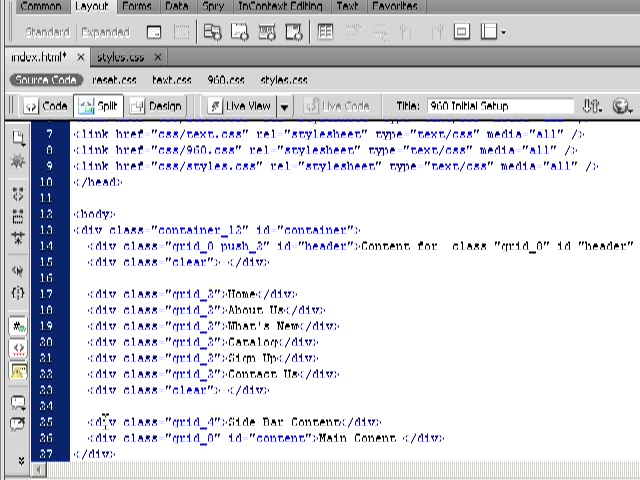 Common Layout Forms Data Spry InContext Editing Text Favorites
Standard Expanded
index.html* × styles.css ×
Source Code reset.css text.css 960.css styles.css
Code Split Design Live View Live Code Title: 960 Initial Setup
7 <link href="css/text.css" rel="stylesheet" type="text/css" media="all" />
8 <link href="css/960.css" rel="stylesheet" type="text/css" media="all" />
9 <link href="css/styles.css" rel="stylesheet" type="text/css" media="all" />
10 </head>
11
12 <body>
13 <div class="container_12" id="container">
14 <div class="grid_8 push_2" id="header">Content for class "grid_8" id "header"
15 <div class="clear"> </div>
16
17 <div class="grid_2">Home</div>
18 <div class="grid_2">About Us</div>
19 <div class="grid_2">What's New</div>
20 <div class="grid_2">Catalog</div>
21 <div class="grid_2">Sign Up</div>
22 <div class="grid_2">Contact Us</div>
23 <div class="clear"> </div>
24
25 <div class="grid_4">Side Bar Content</div>
26 <div class="grid_8" id="content">Main Conent </div>
27 </div>